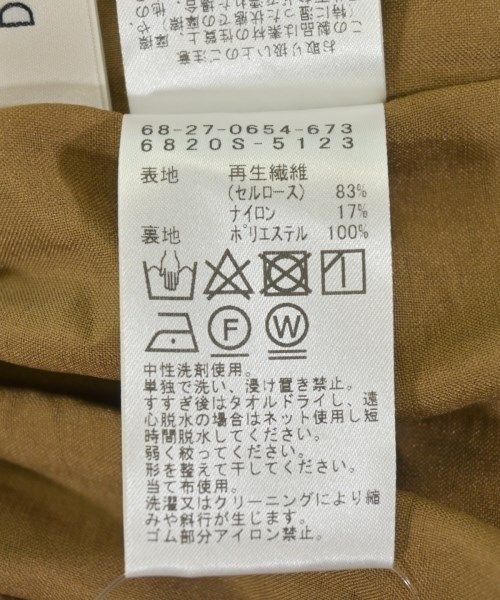 D
お取り扱い上のご注意
この製品は素材の性質上
68-27-0654-673
6820S-5123
表地 再生繊維
(セルロース) 83%
ナイロン 17%
裏地 ポリエステル 100%
F W
中性洗剤使用。
単独で洗い、浸け置き禁止。
すすぎ後はタオルドライし、遠
心脱水の場合はネット使用し短
時間脱水してください。
弱く絞ってください。
形を整えて干してください。
当て布使用。
洗濯又はクリーニングにより縮
みや斜行が生じます。
ゴム部分アイロン禁止。